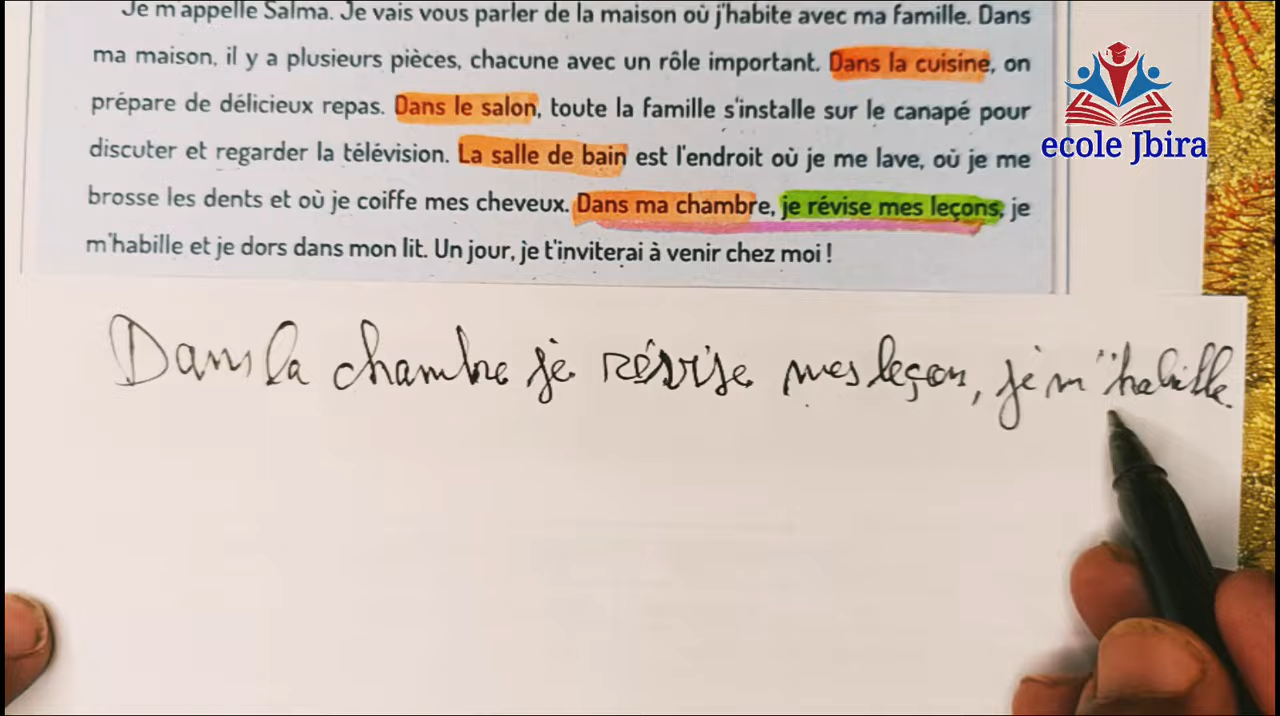 Je m'appelle Salma. Je vais vous parler de la maison où j'habite avec ma famille. Dans
ma maison, il y a plusieurs pièces, chacune avec un rôle important. Dans la cuisine, on
prépare de délicieux repas. Dans le salon, toute la famille s'installe sur le canapé pour
discuter et regarder la télévision. La salle de bain est l'endroit où je me lave, où je me
brosse les dents et où je coiffe mes cheveux. Dans ma chambre, je révise mes leçons, je
m'habille et je dors dans mon lit. Un jour, je t'inviterai à venir chez moi !
ecole Jbira
Dans la chambre je révise mes leçon, je m'habille.